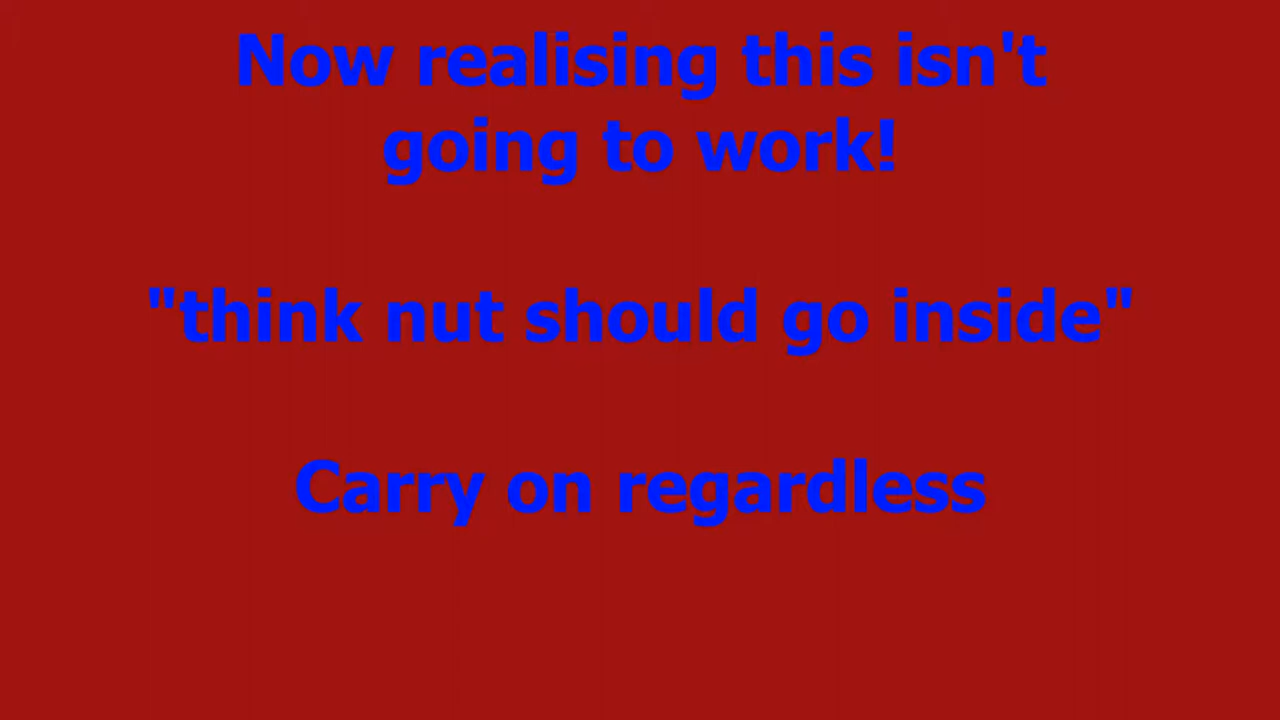 Now realising this isn't
going to work!
"think nut should go inside"
Carry on regardless